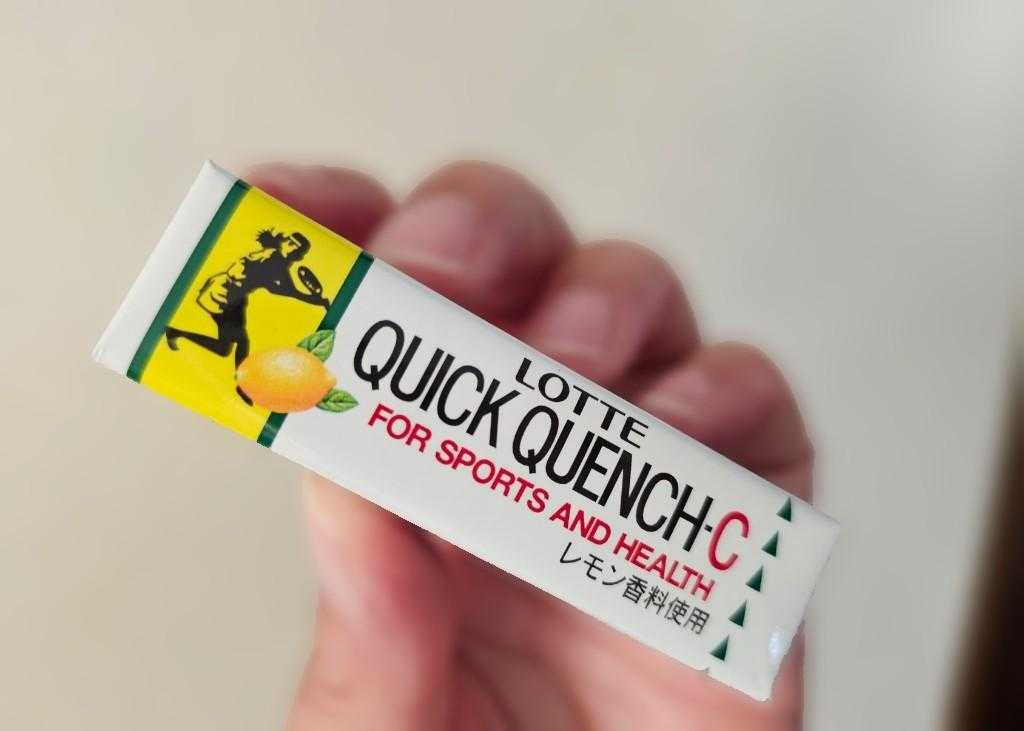 LOTTE
QUICK QUENCH-C
FOR SPORTS AND HEALTH
レモン香料使用